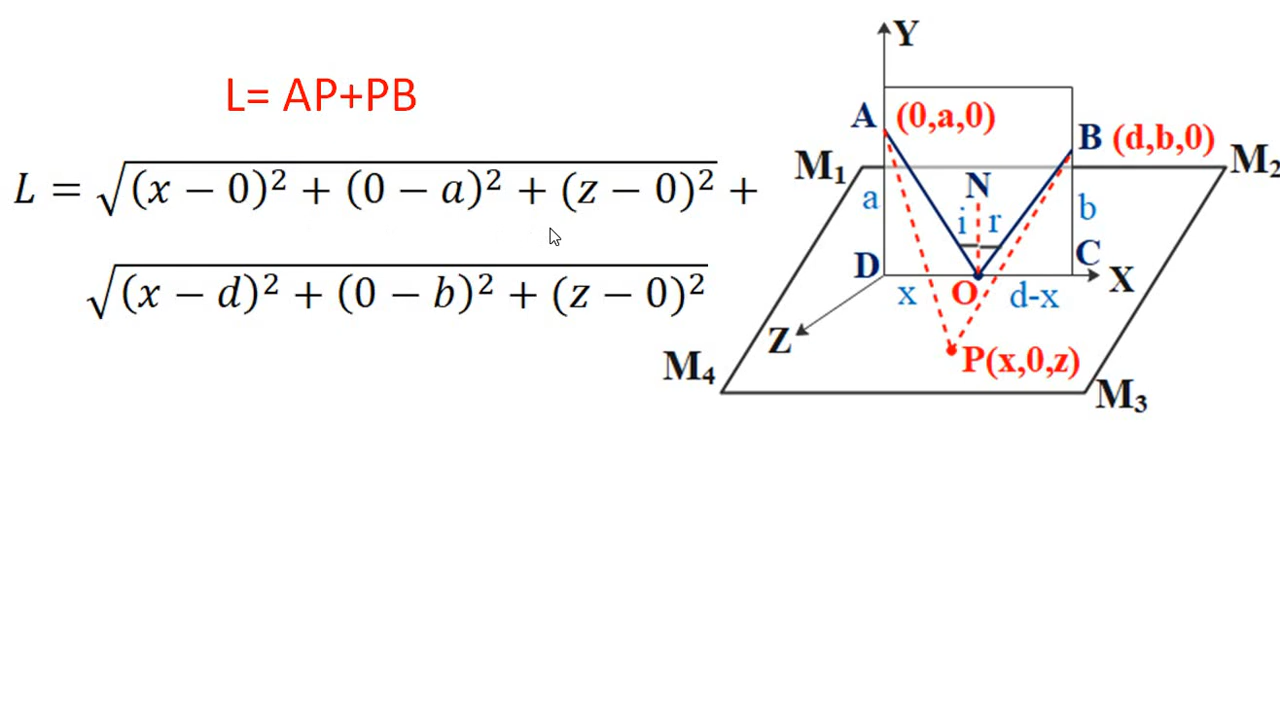 L= AP+PB
L = √(x − 0)² + (0 − a)² + (z − 0)² +
√(x − d)² + (0 − b)² + (z − 0)²
Y
A (0,a,0)
B (d,b,0)
M₁
M₂
N
a
i r
b
D
C
X
x
O
d-x
Z
P(x,0,z)
M₄
M₃